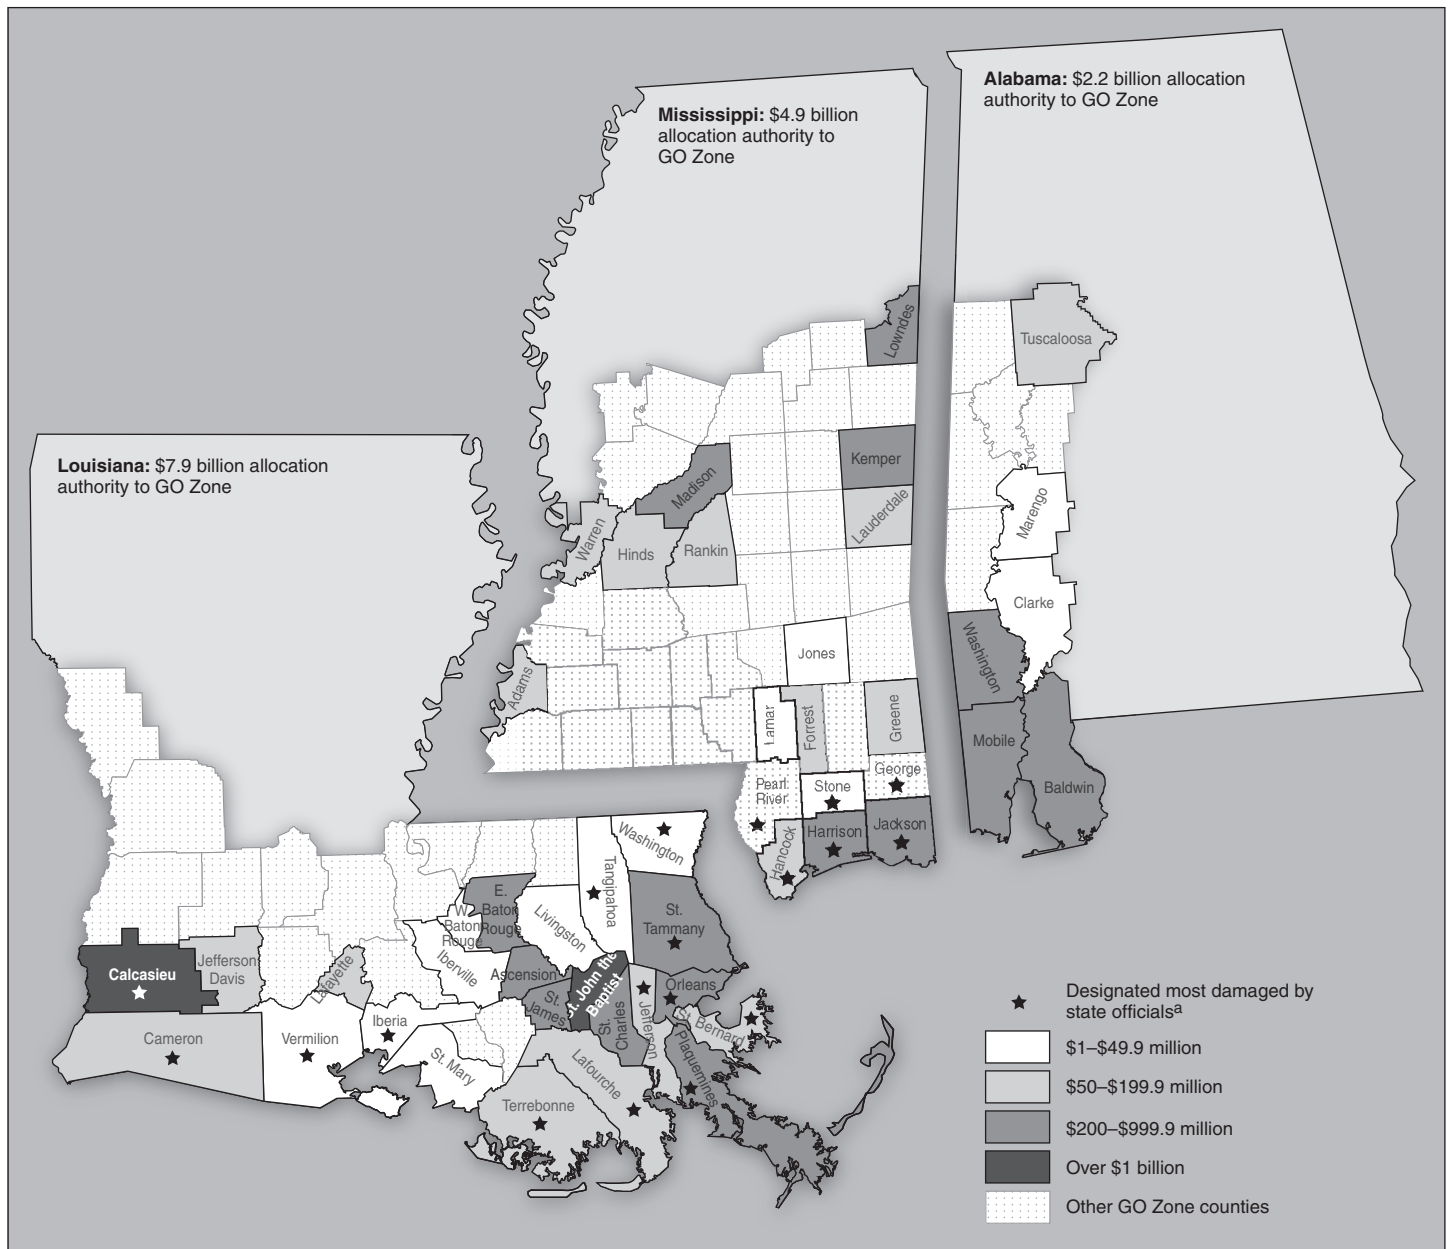 Alabama: $2.2 billion allocation
authority to GO Zone
Mississippi: $4.9 billion
allocation authority to
GO Zone
Louisiana: $7.9 billion allocation
authority to GO Zone
Lowndes
Tuscaloosa
Kemper
Madison
Lauderdale
Warren
Hinds
Rankin
Marengo
Clarke
Jones
Washington
Adams
Lamar
Forrest
Greene
Mobile
Baldwin
Pearl
River
Stone
George
Hancock
Harrison
Jackson
Washington
Tangipahoa
E.
Baton
Rouge
W.
Baton
Rouge
Livingston
St.
Tammany
Iberville
Ascension
Calcasieu
Jefferson
Davis
Lafayette
St. John the
Baptist
St.
James
St.
Charles
Jefferson
Orleans
St. Bernard
Plaquemines
Cameron
Vermilion
Iberia
St. Mary
Lafourche
Terrebonne
Designated most damaged by
state officialsa
$1–$49.9 million
$50–$199.9 million
$200–$999.9 million
Over $1 billion
Other GO Zone counties